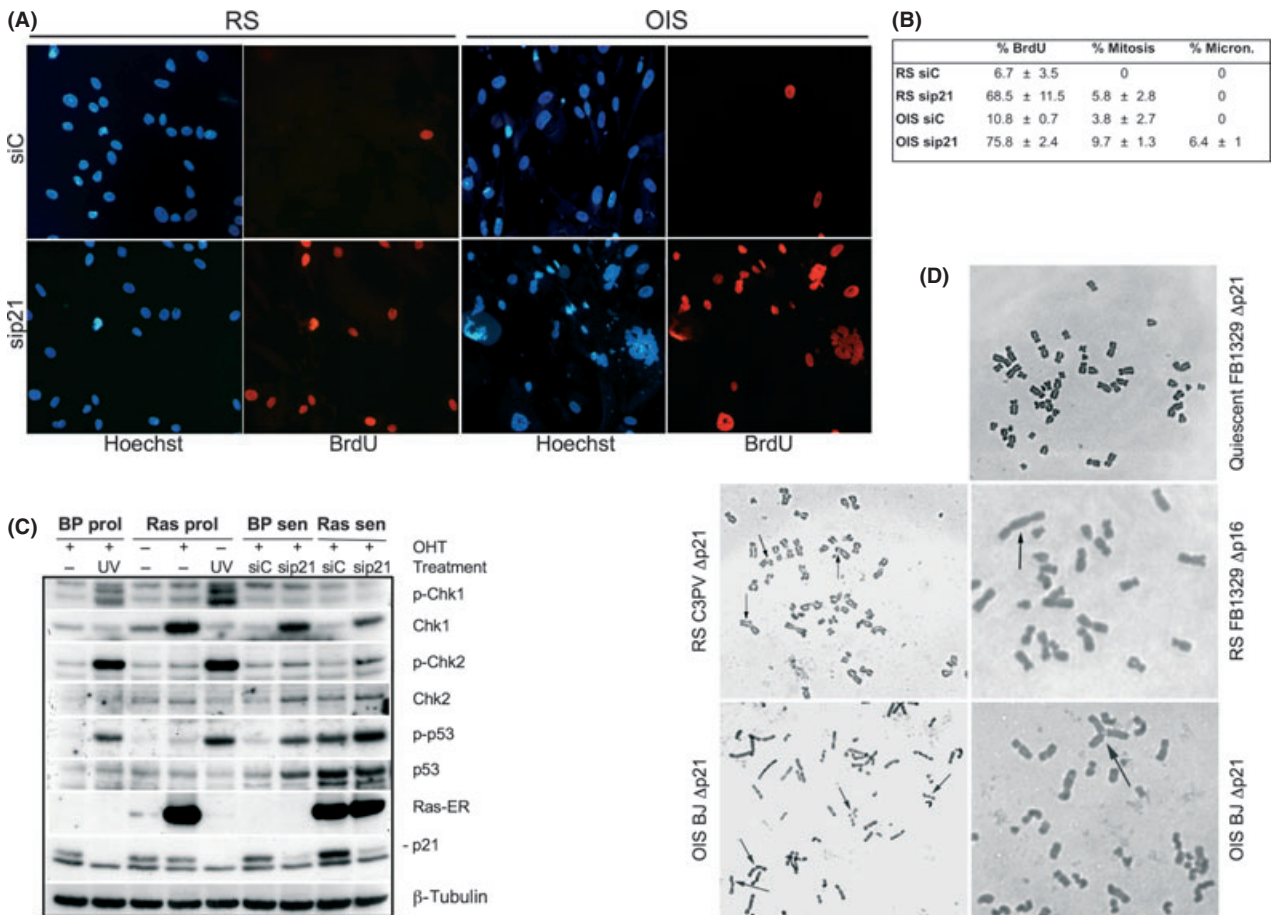 (A)
RS
OIS
siC
sip21
Hoechst
BrdU
Hoechst
BrdU
(B)
% BrdU % Mitosis % Micron.
RS siC 6.7 ± 3.5 0 0
RS sip21 68.5 ± 11.5 5.8 ± 2.8 0
OIS siC 10.8 ± 0.7 3.8 ± 2.7 0
OIS sip21 75.8 ± 2.4 9.7 ± 1.3 6.4 ± 1
(C)
BP prol Ras prol BP sen Ras sen
+ + – + – + + + + OHT
– UV – – UV siC sip21 siC sip21 Treatment
p-Chk1
Chk1
p-Chk2
Chk2
p-p53
p53
Ras-ER
- p21
β-Tubulin
(D)
Quiescent FB1329 Δp21
RS C3PV Δp21
RS FB1329 Δp16
OIS BJ Δp21
OIS BJ Δp21